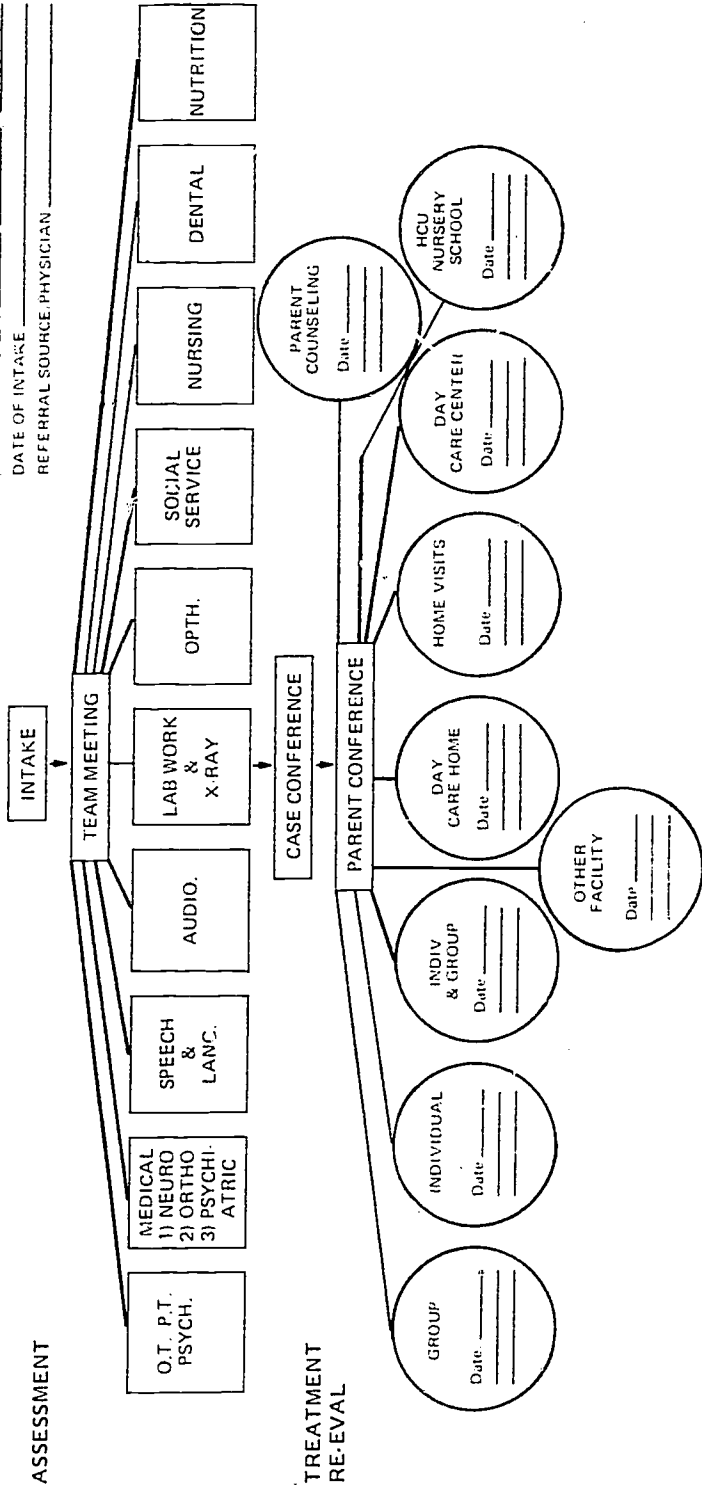 DATE OF INTAKE
REFERRAL SOURCE/PHYSICIAN
ASSESSMENT
INTAKE
TEAM MEETING
O.T. P.T.
PSYCH.
MEDICAL
1) NEURO
2) ORTHO
3) PSYCHI-
ATRIC
SPEECH
&
LANG.
AUDIO.
LAB WORK
&
X-RAY
OPTH.
SOCIAL
SERVICE
NURSING
DENTAL
NUTRITION
CASE CONFERENCE
TREATMENT
RE-EVAL
PARENT CONFERENCE
PARENT
COUNSELING
Date
GROUP
Date
INDIVIDUAL
Date
INDIV
& GROUP
Date
DAY
CARE HOME
Date
HOME VISITS
Date
DAY
CARE CENTER
Date
HCU
NURSERY
SCHOOL
Date
OTHER
FACILITY
Date